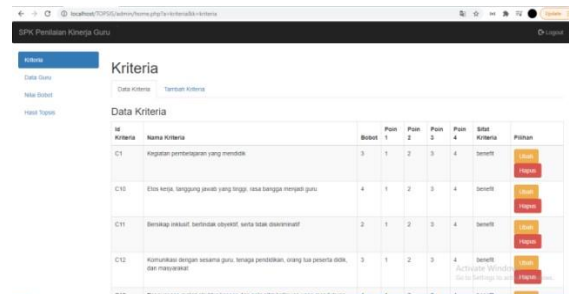 localhost/TOPSIS/admin/home.php?a=kriteria&k=kriteria
Update
SPK Penilaian Kinerja Guru
Logout
Kriteria
Data Guru
Nilai Bobot
Hasil Topsis
Kriteria
Data Kriteria Tambah Kriteria
Data Kriteria
Id Kriteria Nama Kriteria Bobot Poin 1 Poin 2 Poin 3 Poin 4 Sifat Kriteria Pilihan
C1 Kegiatan pembelajaran yang mendidik 3 1 2 3 4 benefit Ubah
Hapus
C10 Etos kerja, tanggung jawab yang tinggi, rasa bangga menjadi guru 4 1 2 3 4 benefit Ubah
Hapus
C11 Bersikap inklusif, bertindak obyektif, serta tidak diskriminatif 2 1 2 3 4 benefit Ubah
Hapus
C12 Komunikasi dengan sesama guru, tenaga pendidikan, orang tua peserta didik, 3 1 2 3 4 benefit Ubah
dan masyarakat
Hapus
Activate Windows
Go to Settings to